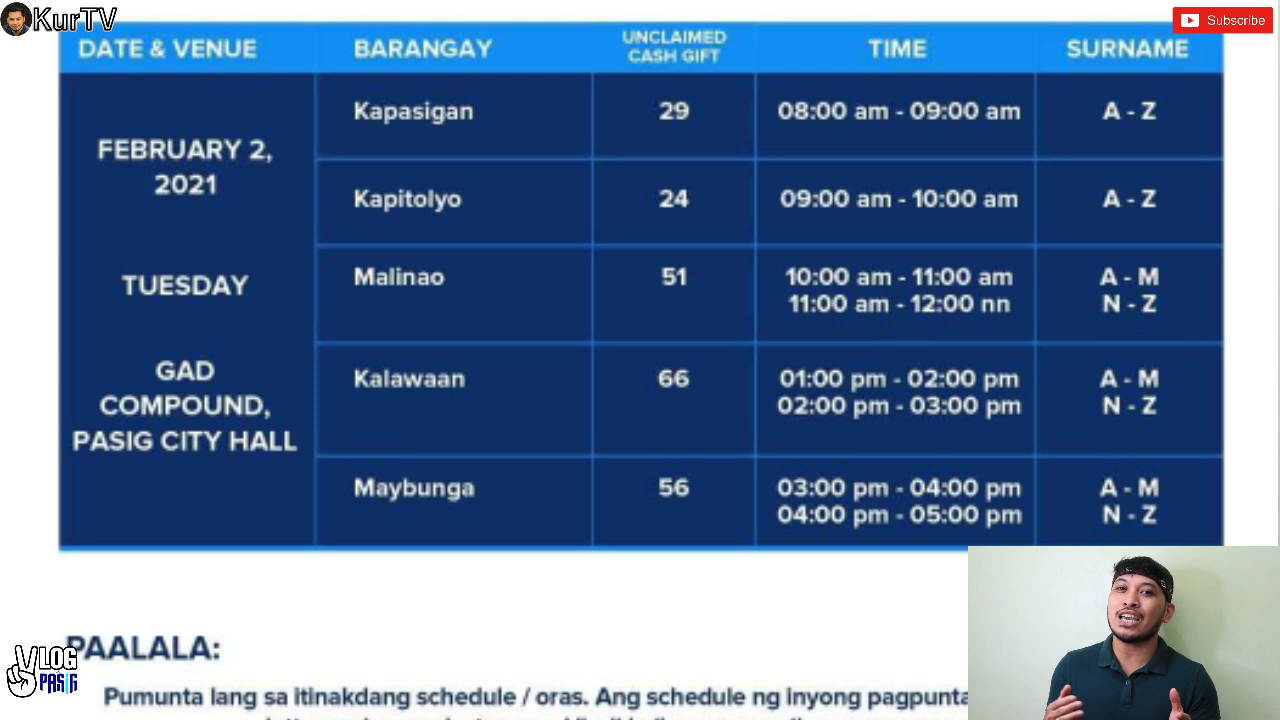 KurTV
Subscribe
DATE & VENUE BARANGAY UNCLAIMED CASH GIFT TIME SURNAME
FEBRUARY 2, 2021
TUESDAY
GAD COMPOUND, PASIG CITY HALL
Kapasigan 29 08:00 am - 09:00 am A - Z
Kapitolyo 24 09:00 am - 10:00 am A - Z
Malinao 51 10:00 am - 11:00 am A - M
11:00 am - 12:00 nn N - Z
Kalawaan 66 01:00 pm - 02:00 pm A - M
02:00 pm - 03:00 pm N - Z
Maybunga 56 03:00 pm - 04:00 pm A - M
04:00 pm - 05:00 pm N - Z
PAALALA:
VLOG
PASIG
Pumunta lang sa itinakdang schedule / oras. Ang schedule ng inyong pagpunta